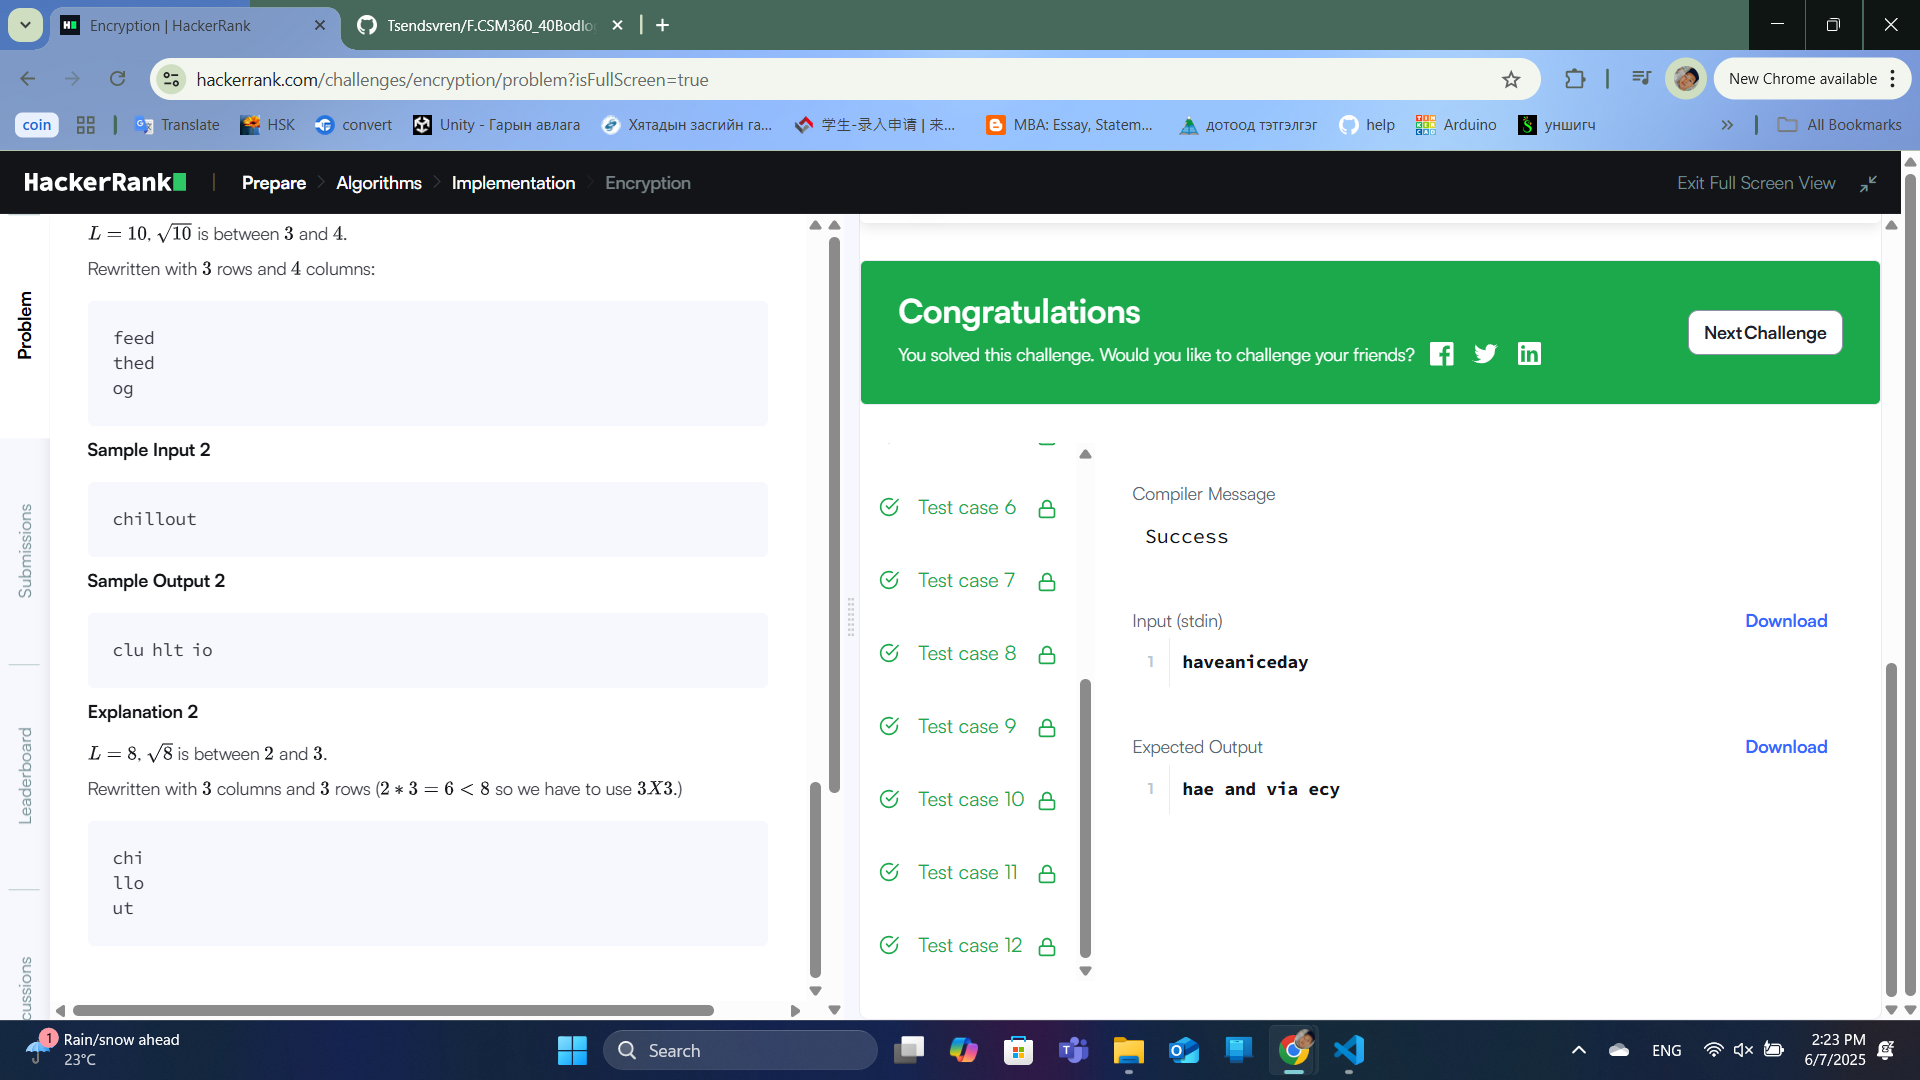 Encryption | HackerRank
Tsendsvren/F.CSM360_40Bodlo
hackerrank.com/challenges/encryption/problem?isFullScreen=true
New Chrome available
coin
Translate
HSK
convert
Unity - Гарын авлага
Хятадын засгийн га...
学生-录入申请 | 来...
MBA: Essay, Statem...
дотоод тэтгэлгэг
help
Arduino
уншигч
All Bookmarks
HackerRank
Prepare
Algorithms
Implementation
Encryption
Exit Full Screen View
Problem
Submissions
Leaderboard
cussions
L = 10, √10 is between 3 and 4.
Rewritten with 3 rows and 4 columns:
feed
thed
og
Sample Input 2
chillout
Sample Output 2
clu hlt io
Explanation 2
L = 8, √8 is between 2 and 3.
Rewritten with 3 columns and 3 rows (2 * 3 = 6 < 8 so we have to use 3X3.)
chi
llo
ut
Congratulations
You solved this challenge. Would you like to challenge your friends?
Next Challenge
Test case 6
Test case 7
Test case 8
Test case 9
Test case 10
Test case 11
Test case 12
Compiler Message
Success
Input (stdin)
Download
1 haveaniceday
Expected Output
Download
1 hae and via ecy
1
Rain/snow ahead
23°C
Search
ENG
2:23 PM
6/7/2025